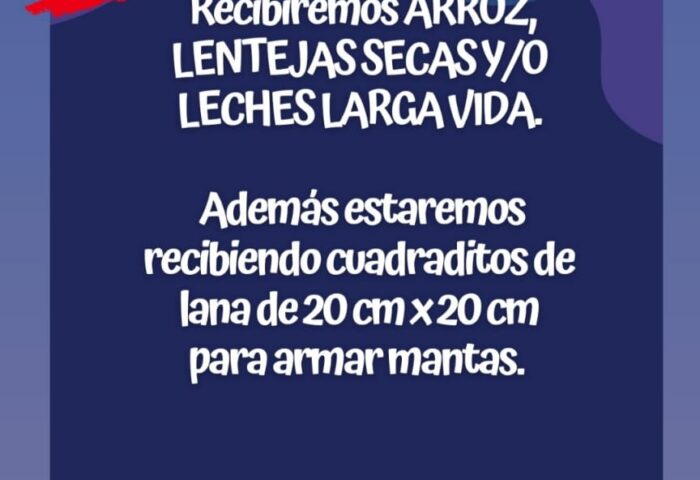 Recibiremos ARROZ,
LENTEJAS SECAS Y/O
LECHES LARGA VIDA.
Además estaremos
recibiendo cuadraditos de
lana de 20 cm x 20 cm
para armar mantas.